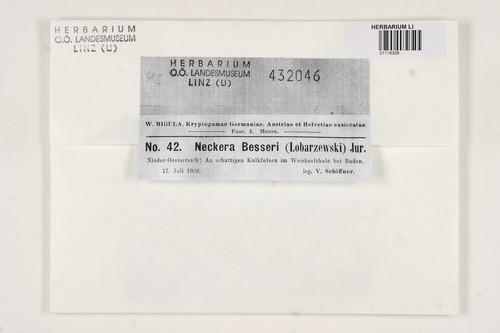 HERBARIUM
O.Ö. LANDESMUSEUM
LINZ (U)
HERBARIUM LI
HERBARIUM
O.Ö. LANDESMUSEUM
LINZ (U)
432046
W. MIGULA, Kryptogamae Germaniae, Austriae et Helvetiae exsiccatae
Fasc. 4. Moose.
No. 42. Neckera Besseri (Lobarzewski) Jur.
Nieder-Oesterreich: An schattigen Kalkfelsen im Weichselthale bei Baden.
17. Juli 1902. leg. V. Schiffner.